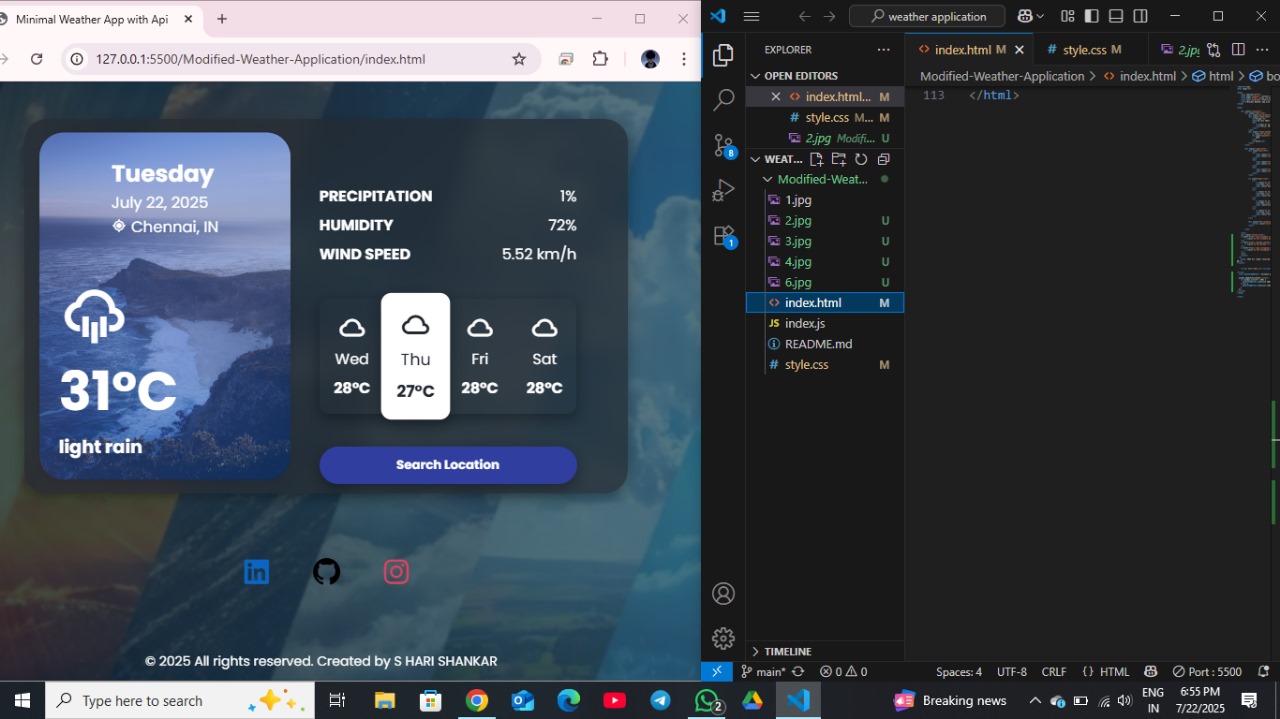 Minimal Weather App with Api
127.0.0.1:5500/Modified-Weather-Application/index.html
Tuesday
July 22, 2025
Chennai, IN
31°C
light rain
PRECIPITATION 1%
HUMIDITY 72%
WIND SPEED 5.52 km/h
Wed Thu Fri Sat
28°C 27°C 28°C 28°C
Search Location
© 2025 All rights reserved. Created by S HARI SHANKAR
weather application
EXPLORER
OPEN EDITORS
index.html... M
style.css M... M
2.jpg Modifi... U
WEAT...
Modified-Weat...
1.jpg
2.jpg U
3.jpg U
4.jpg U
6.jpg U
index.html M
JS index.js
README.md
# style.css M
TIMELINE
8
1
index.html M
# style.css M
2.jpg
Modified-Weather-Application > index.html > html > bo
113 </html>
main* 0 0 Spaces: 4 UTF-8 CRLF {} HTML Port : 5500
Type here to search
2
Breaking news
ENG
IN
6:55 PM
7/22/2025